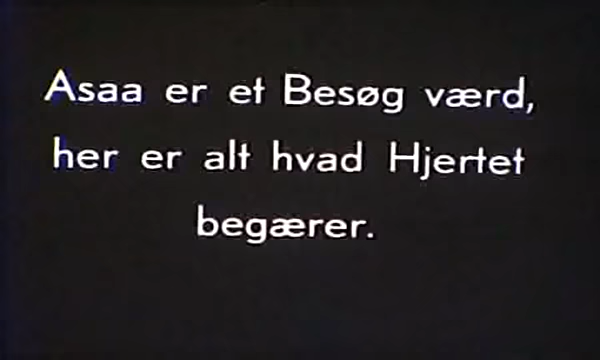 Asaa er et Besøg værd,
her er alt hvad Hjertet
begærer.